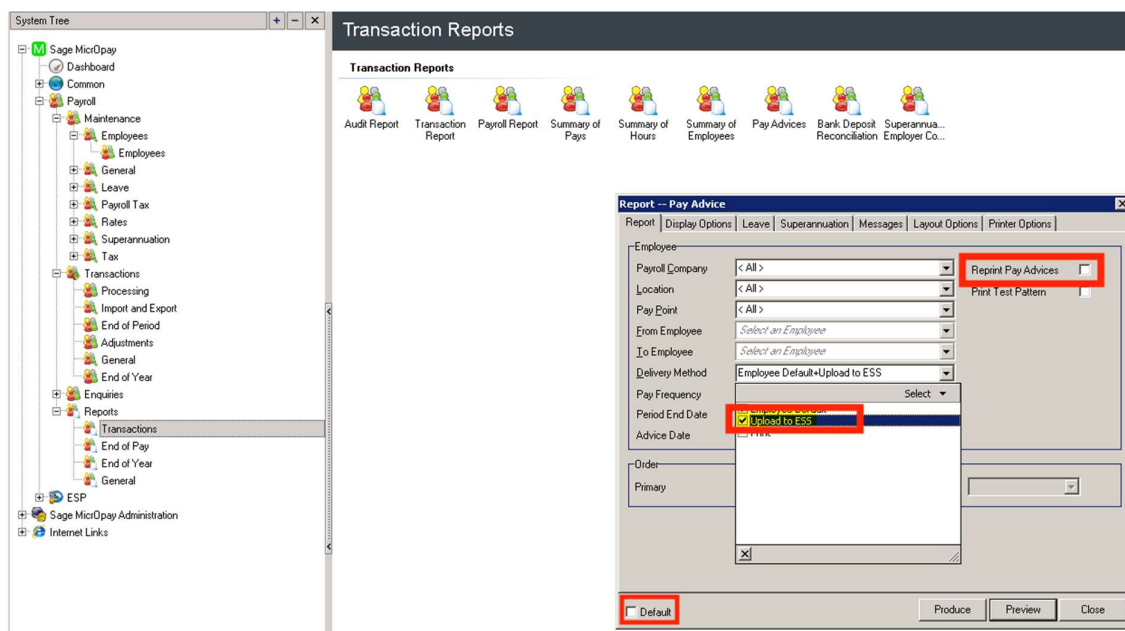 System Tree
Sage MicrOpay
Dashboard
Common
Payroll
Maintenance
Employees
Employees
General
Leave
Payroll Tax
Rates
Superannuation
Tax
Transactions
Processing
Import and Export
End of Period
Adjustments
General
End of Year
Enquiries
Reports
Transactions
End of Pay
End of Year
General
ESP
Sage MicrOpay Administration
Internet Links
Transaction Reports
Transaction Reports
Audit Report
Transaction Report
Payroll Report
Summary of Pays
Summary of Hours
Summary of Employees
Pay Advices
Bank Deposit Reconciliation
Superannua... Employer Co...
Report -- Pay Advice
Report Display Options Leave Superannuation Messages Layout Options Printer Options
Employee
Payroll Company < All > Reprint Pay Advices
Location < All > Print Test Pattern
Pay Point < All >
From Employee Select an Employee
To Employee Select an Employee
Delivery Method Employee Default+Upload to ESS
Pay Frequency Select
Period End Date Employee Default
Upload to ESS
Advice Date Print
Order
Primary
Default Produce Preview Close